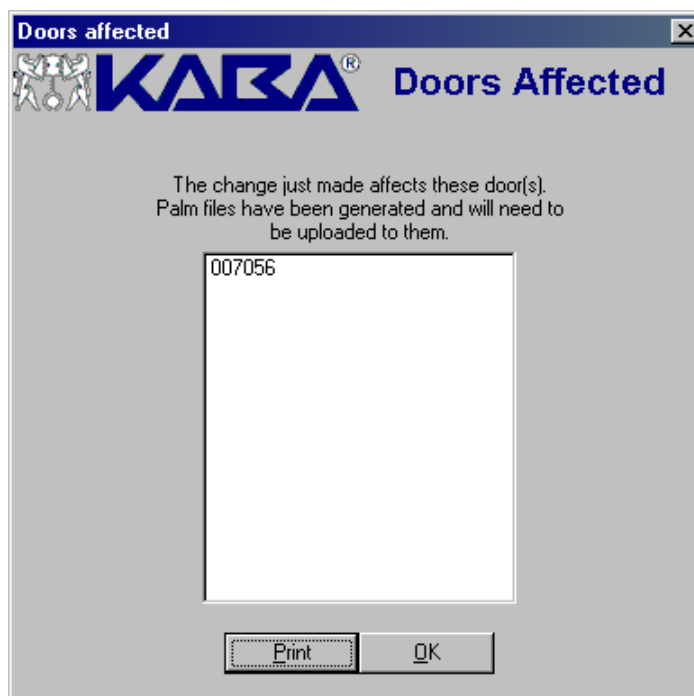 Doors affected
KABA® Doors Affected
The change just made affects these door(s).
Palm files have been generated and will need to
be uploaded to them.
007056
Print OK